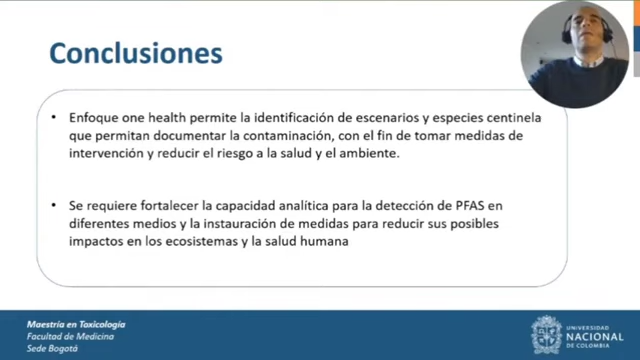 Conclusiones
• Enfoque one health permite la identificación de escenarios y especies centinela
que permitan documentar la contaminación, con el fin de tomar medidas de
intervención y reducir el riesgo a la salud y el ambiente.
• Se requiere fortalecer la capacidad analítica para la detección de PFAS en
diferentes medios y la instauración de medidas para reducir sus posibles
impactos en los ecosistemas y la salud humana
Maestría en Toxicología
Facultad de Medicina
Sede Bogotá
UNIVERSIDAD
NACIONAL
DE COLOMBIA